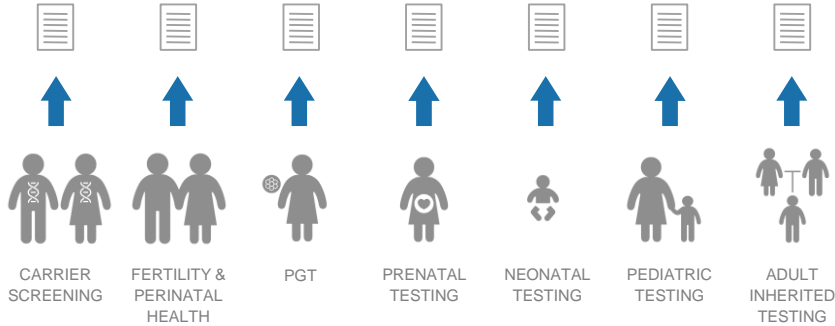 CARRIER
SCREENING
FERTILITY &
PERINATAL
HEALTH
PGT
PRENATAL
TESTING
NEONATAL
TESTING
PEDIATRIC
TESTING
ADULT
INHERITED
TESTING